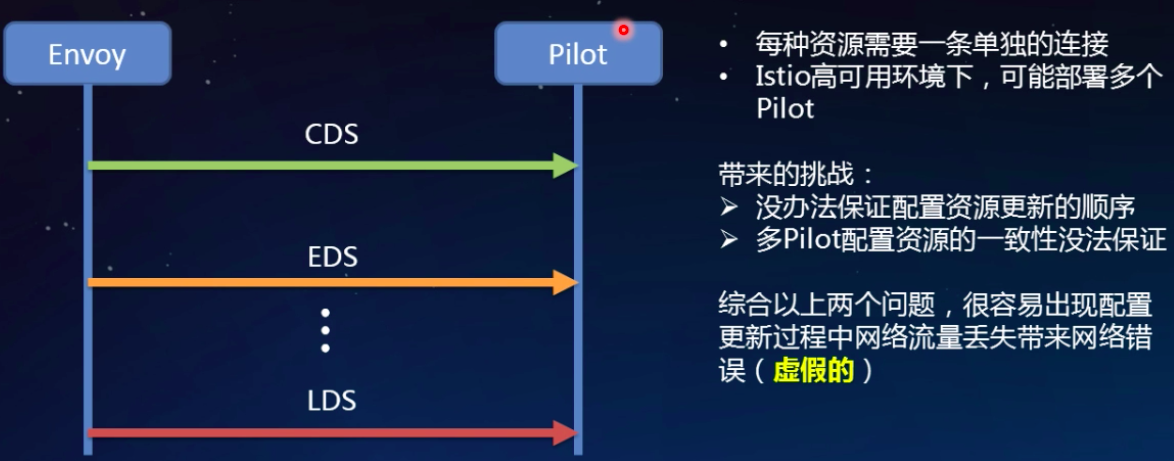 Envoy
Pilot
CDS
EDS
LDS
• 每种资源需要一条单独的连接
• Istio高可用环境下，可能部署多个
Pilot
带来的挑战：
➢ 没办法保证配置资源更新的顺序
➢ 多Pilot配置资源的一致性没法保证
综合以上两个问题，很容易出现配置
更新过程中网络流量丢失带来网络错
误（虚假的）